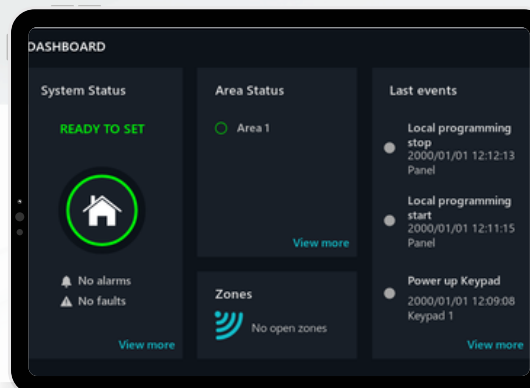 DASHBOARD
System Status
READY TO SET
No alarms
No faults
View more
Area Status
Area 1
View more
Zones
No open zones
Last events
Local programming
stop
2000/01/01 12:12:13
Panel
Local programming
start
2000/01/01 12:11:15
Panel
Power up Keypad
2000/01/01 12:09:08
Keypad 1
View more